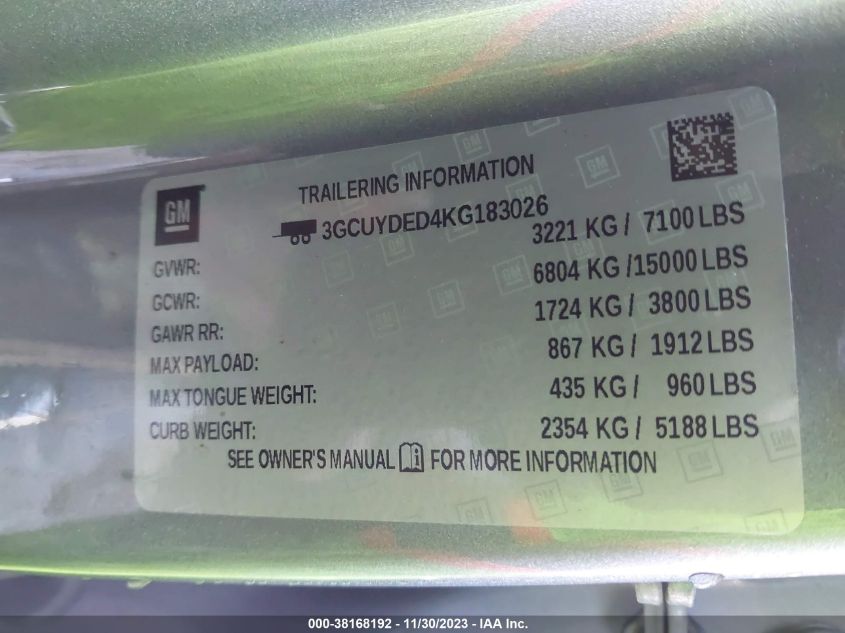 GM
TRAILERING INFORMATION
3GCUYDED4KG183026
GVWR: 3221 KG / 7100 LBS
GCWR: 6804 KG /15000 LBS
GAWR RR: 1724 KG / 3800 LBS
MAX PAYLOAD: 867 KG / 1912 LBS
MAX TONGUE WEIGHT: 435 KG / 960 LBS
CURB WEIGHT: 2354 KG / 5188 LBS
SEE OWNER'S MANUAL FOR MORE INFORMATION
000-38168192 - 11/30/2023 - IAA Inc.